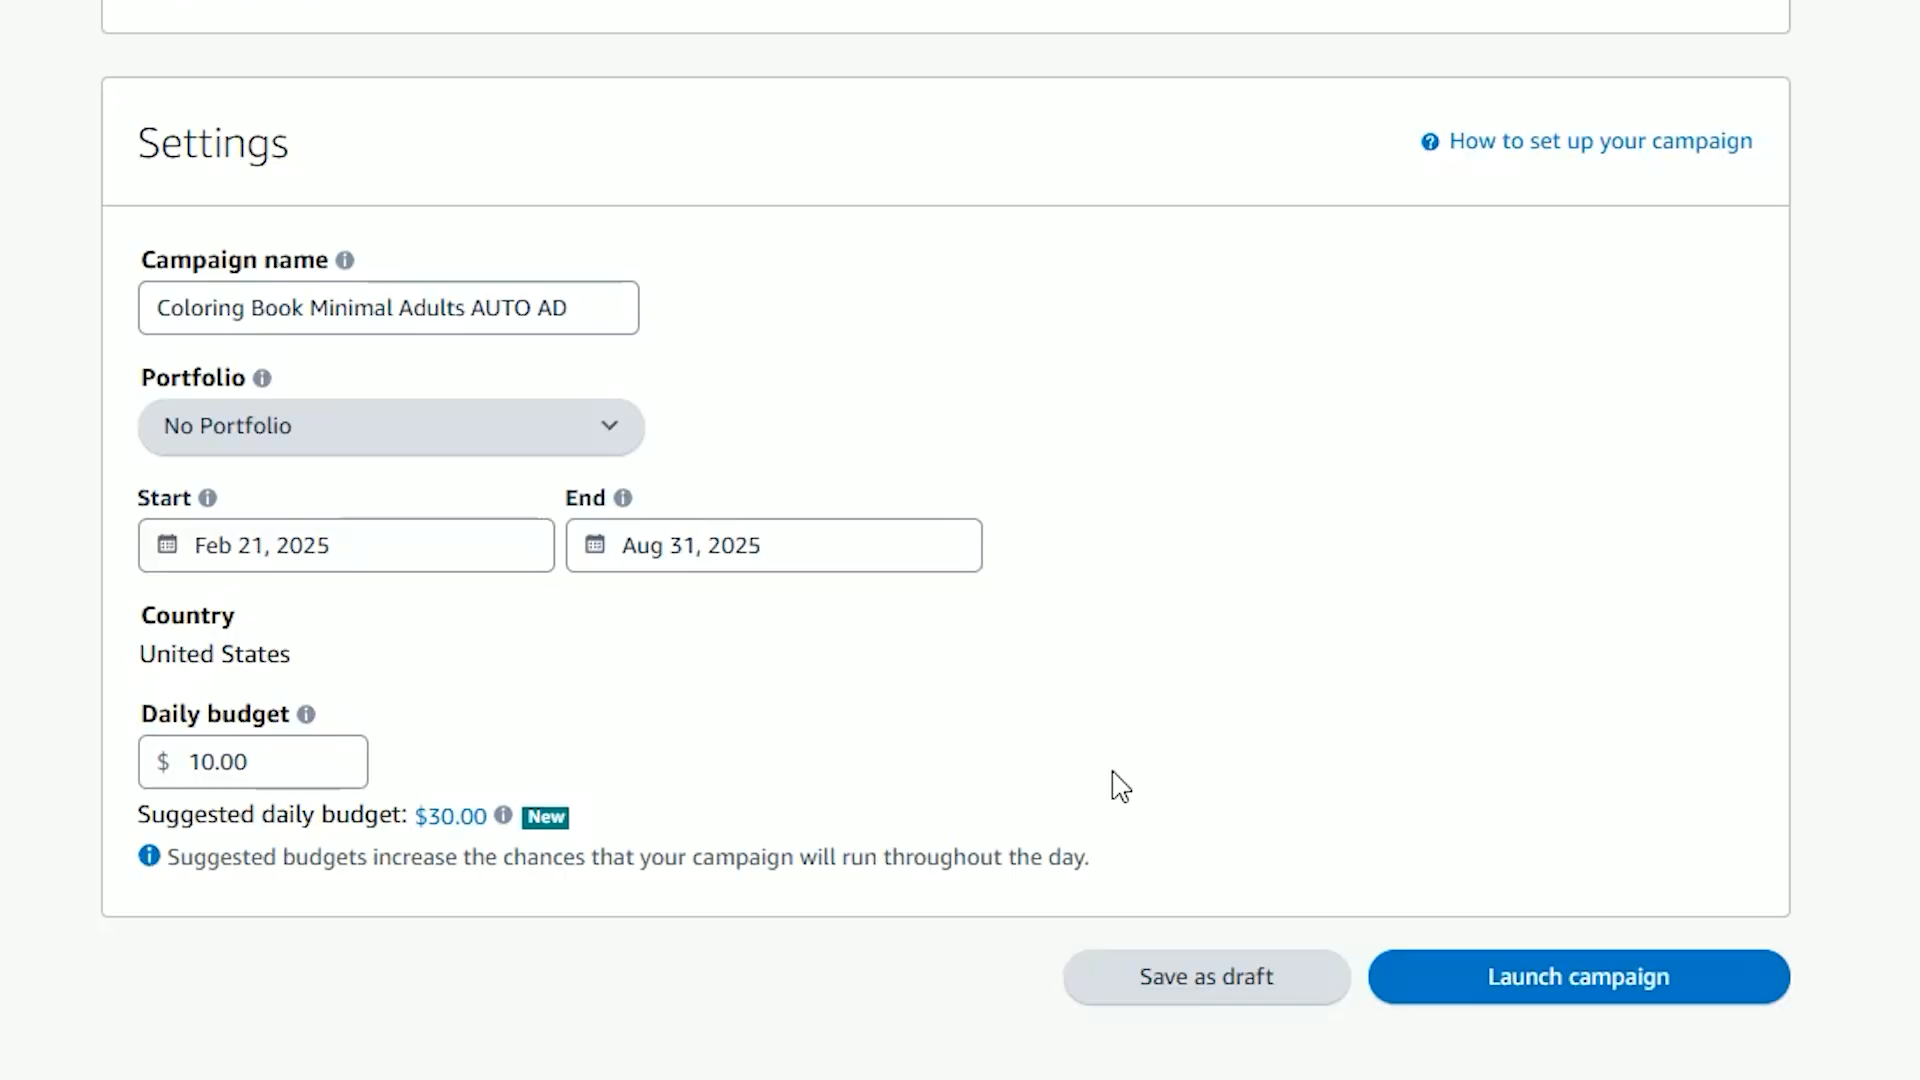 Settings
How to set up your campaign
Campaign name
Coloring Book Minimal Adults AUTO AD
Portfolio
No Portfolio
Start
End
Feb 21, 2025
Aug 31, 2025
Country
United States
Daily budget
$ 10.00
Suggested daily budget: $30.00 New
Suggested budgets increase the chances that your campaign will run throughout the day.
Save as draft
Launch campaign